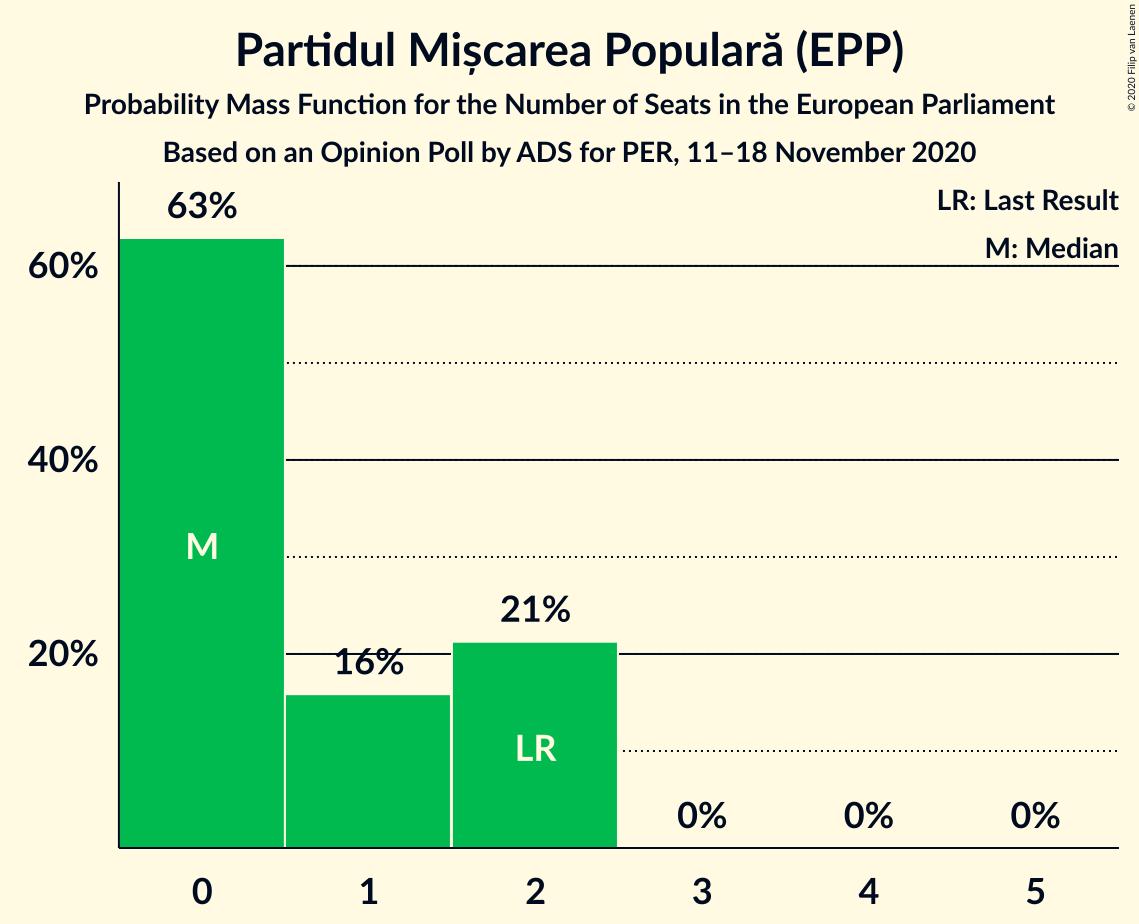 Partidul Mișcarea Populară (EPP)
Probability Mass Function for the Number of Seats in the European Parliament
Based on an Opinion Poll by ADS for PER, 11–18 November 2020
© 2020 Filip van Laenen
LR: Last Result
M: Median
63%
60%
40%
M
21%
20%
16%
LR
0%
0%
0%
0
1
2
3
4
5